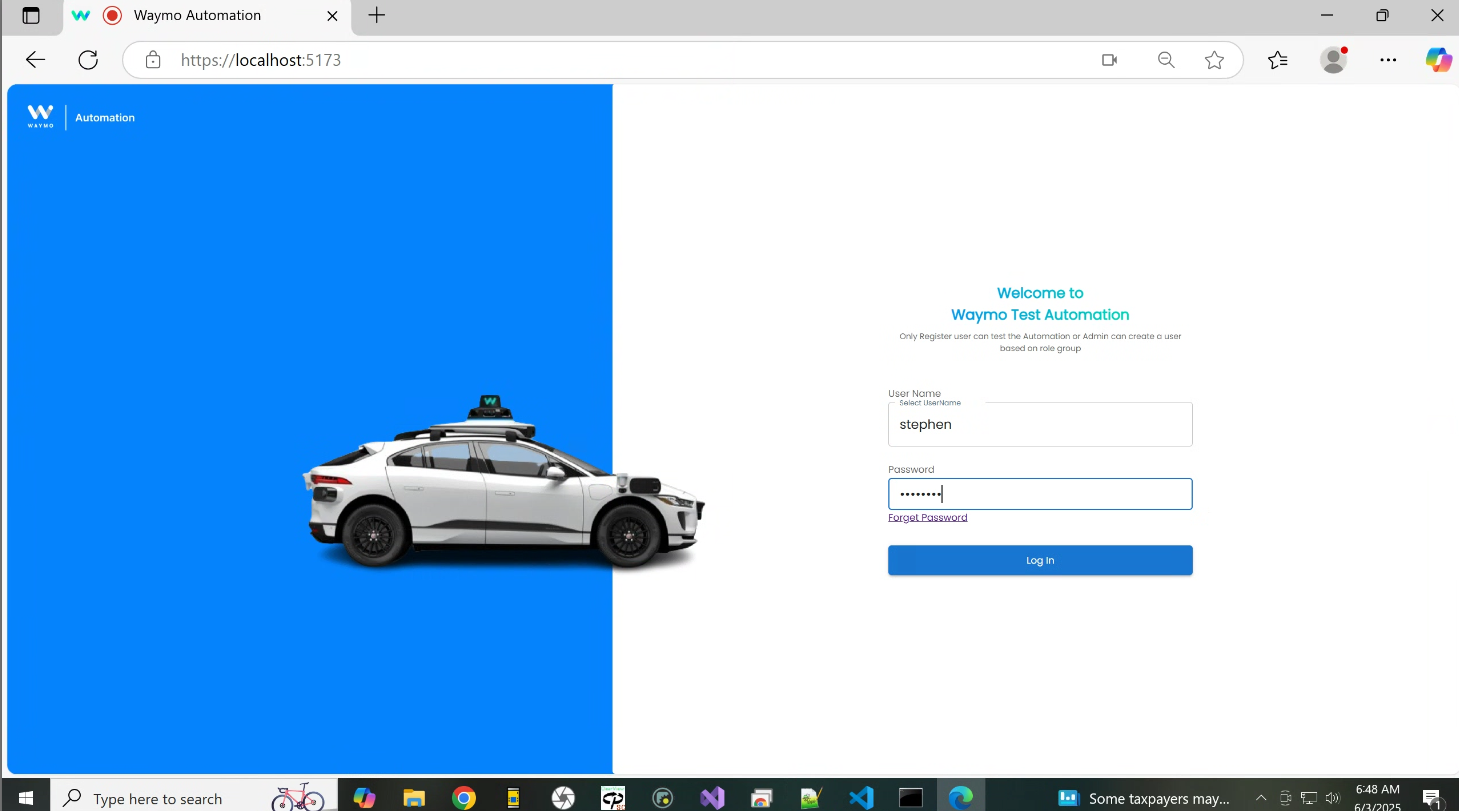 Waymo Automation
https://localhost:5173
WAYMO
Automation
Welcome to
Waymo Test Automation
Only Register user can test the Automation or Admin can create a user
based on role group
User Name
Select UserName
stephen
Password
••••••••
Forget Password
Log In
Type here to search
Some taxpayers may...
6:48 AM
6/3/2025